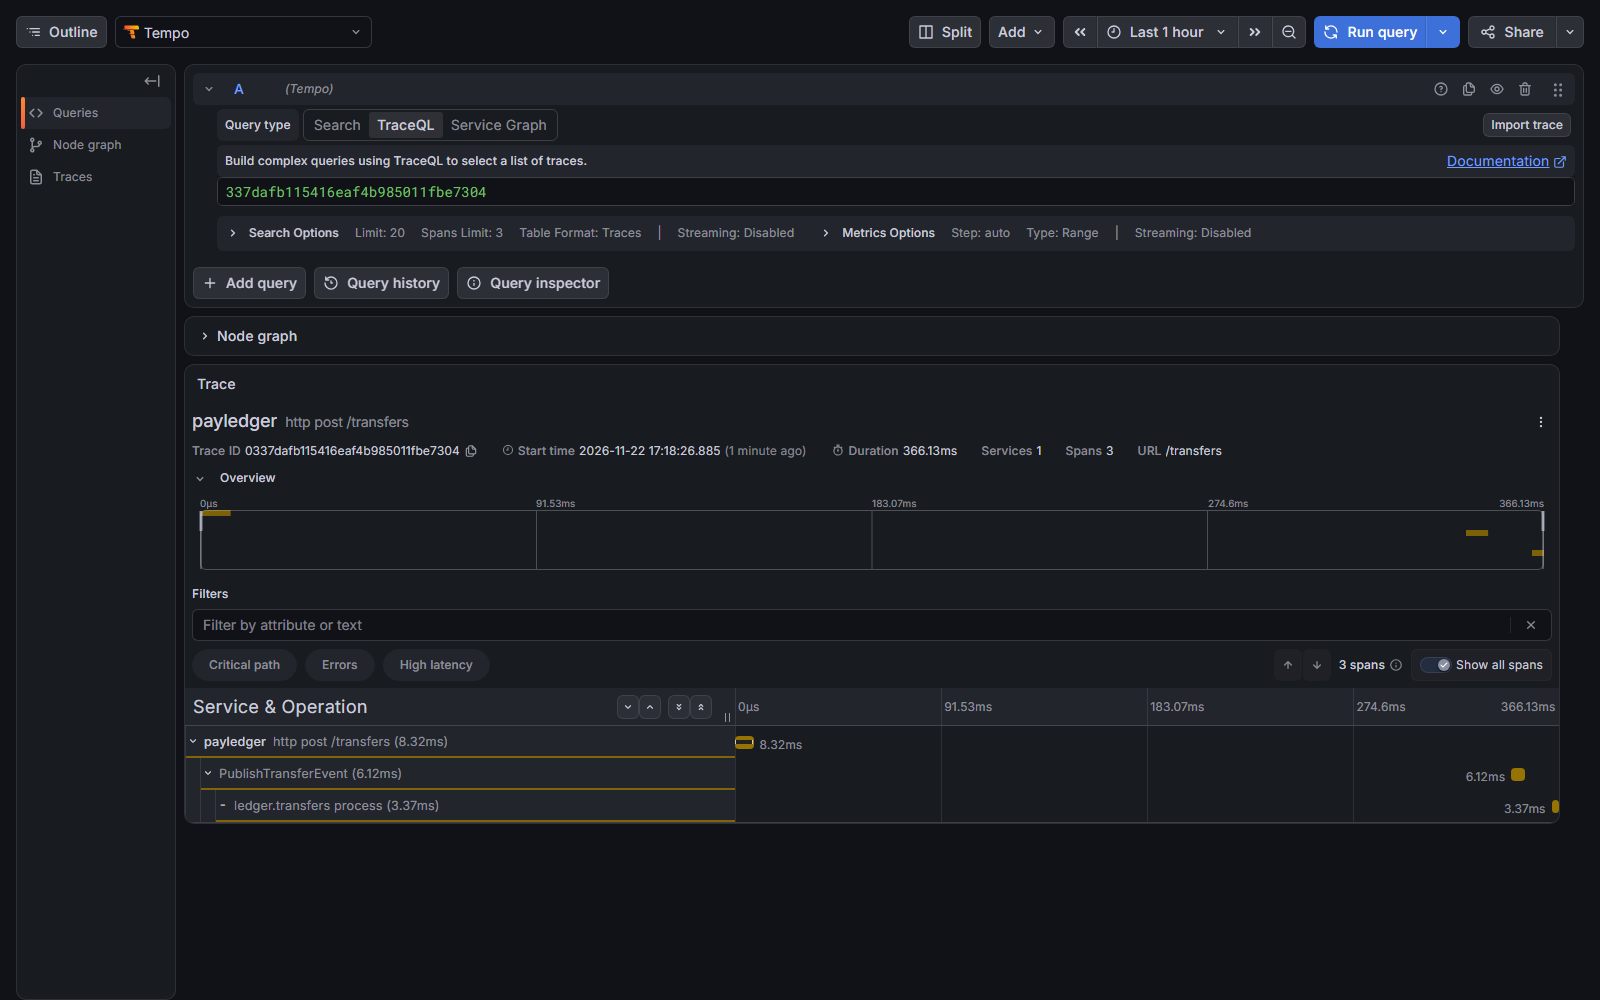 Outline
Tempo
Split
Add
Last 1 hour
Run query
Share
Queries
Node graph
Traces
A (Tempo)
Query type Search TraceQL Service Graph
Import trace
Build complex queries using TraceQL to select a list of traces.
Documentation
337dafb115416eaf4b985011fbe7304
Search Options Limit: 20 Spans Limit: 3 Table Format: Traces | Streaming: Disabled Metrics Options Step: auto Type: Range | Streaming: Disabled
Add query
Query history
Query inspector
Node graph
Trace
payledger http post /transfers
Trace ID 0337dafb115416eaf4b985011fbe7304 Start time 2026-11-22 17:18:26.885 (1 minute ago) Duration 366.13ms Services 1 Spans 3 URL /transfers
Overview
0μs 91.53ms 183.07ms 274.6ms 366.13ms
Filters
Filter by attribute or text
Critical path Errors High latency
3 spans
Show all spans
Service & Operation
0μs 91.53ms 183.07ms 274.6ms 366.13ms
payledger http post /transfers (8.32ms)
8.32ms
PublishTransferEvent (6.12ms)
6.12ms
ledger.transfers process (3.37ms)
3.37ms